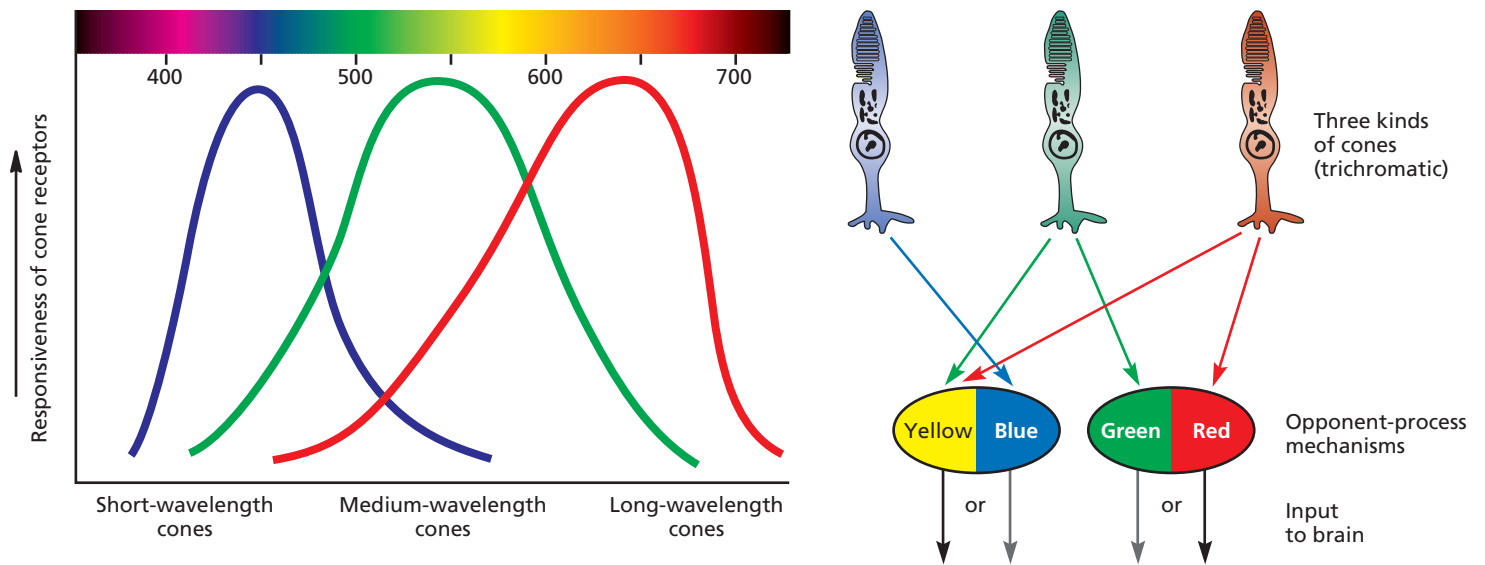 400
500
600
700
Responsiveness of cone receptors
Short-wavelength
cones
Medium-wavelength
cones
Long-wavelength
cones
Three kinds
of cones
(trichromatic)
Yellow
Blue
Green
Red
Opponent-process
mechanisms
or
or
Input
to brain